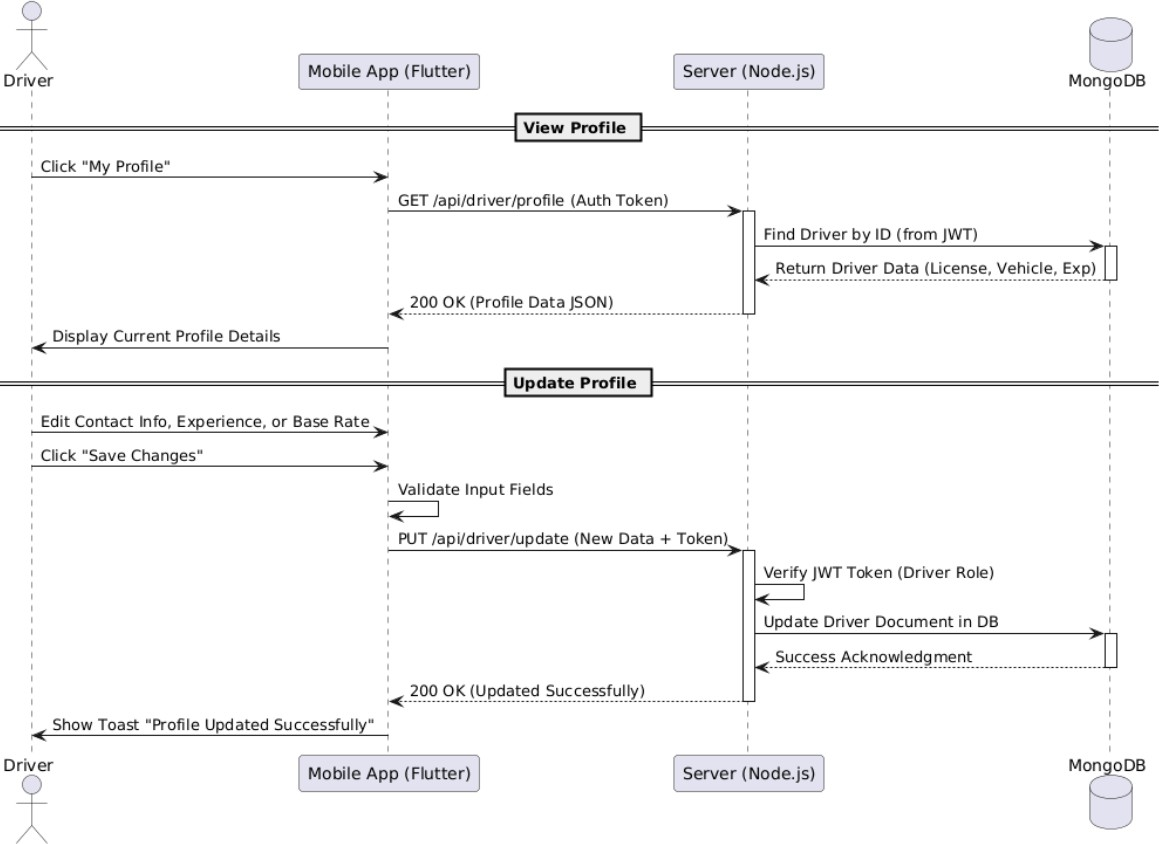 Driver
Mobile App (Flutter)
Server (Node.js)
MongoDB
View Profile
Click "My Profile"
GET /api/driver/profile (Auth Token)
Find Driver by ID (from JWT)
Return Driver Data (License, Vehicle, Exp)
200 OK (Profile Data JSON)
Display Current Profile Details
Update Profile
Edit Contact Info, Experience, or Base Rate
Click "Save Changes"
Validate Input Fields
PUT /api/driver/update (New Data + Token)
Verify JWT Token (Driver Role)
Update Driver Document in DB
Success Acknowledgment
200 OK (Updated Successfully)
Show Toast "Profile Updated Successfully"
Driver
Mobile App (Flutter)
Server (Node.js)
MongoDB